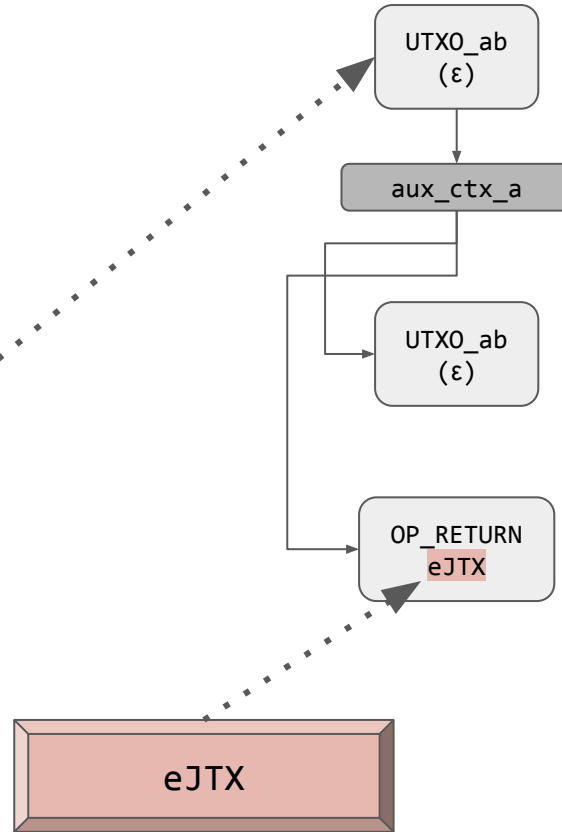 UTXO_ab
(ε)
aux_ctx_a
UTXO_ab
(ε)
OP_RETURN
eJTX
eJTX